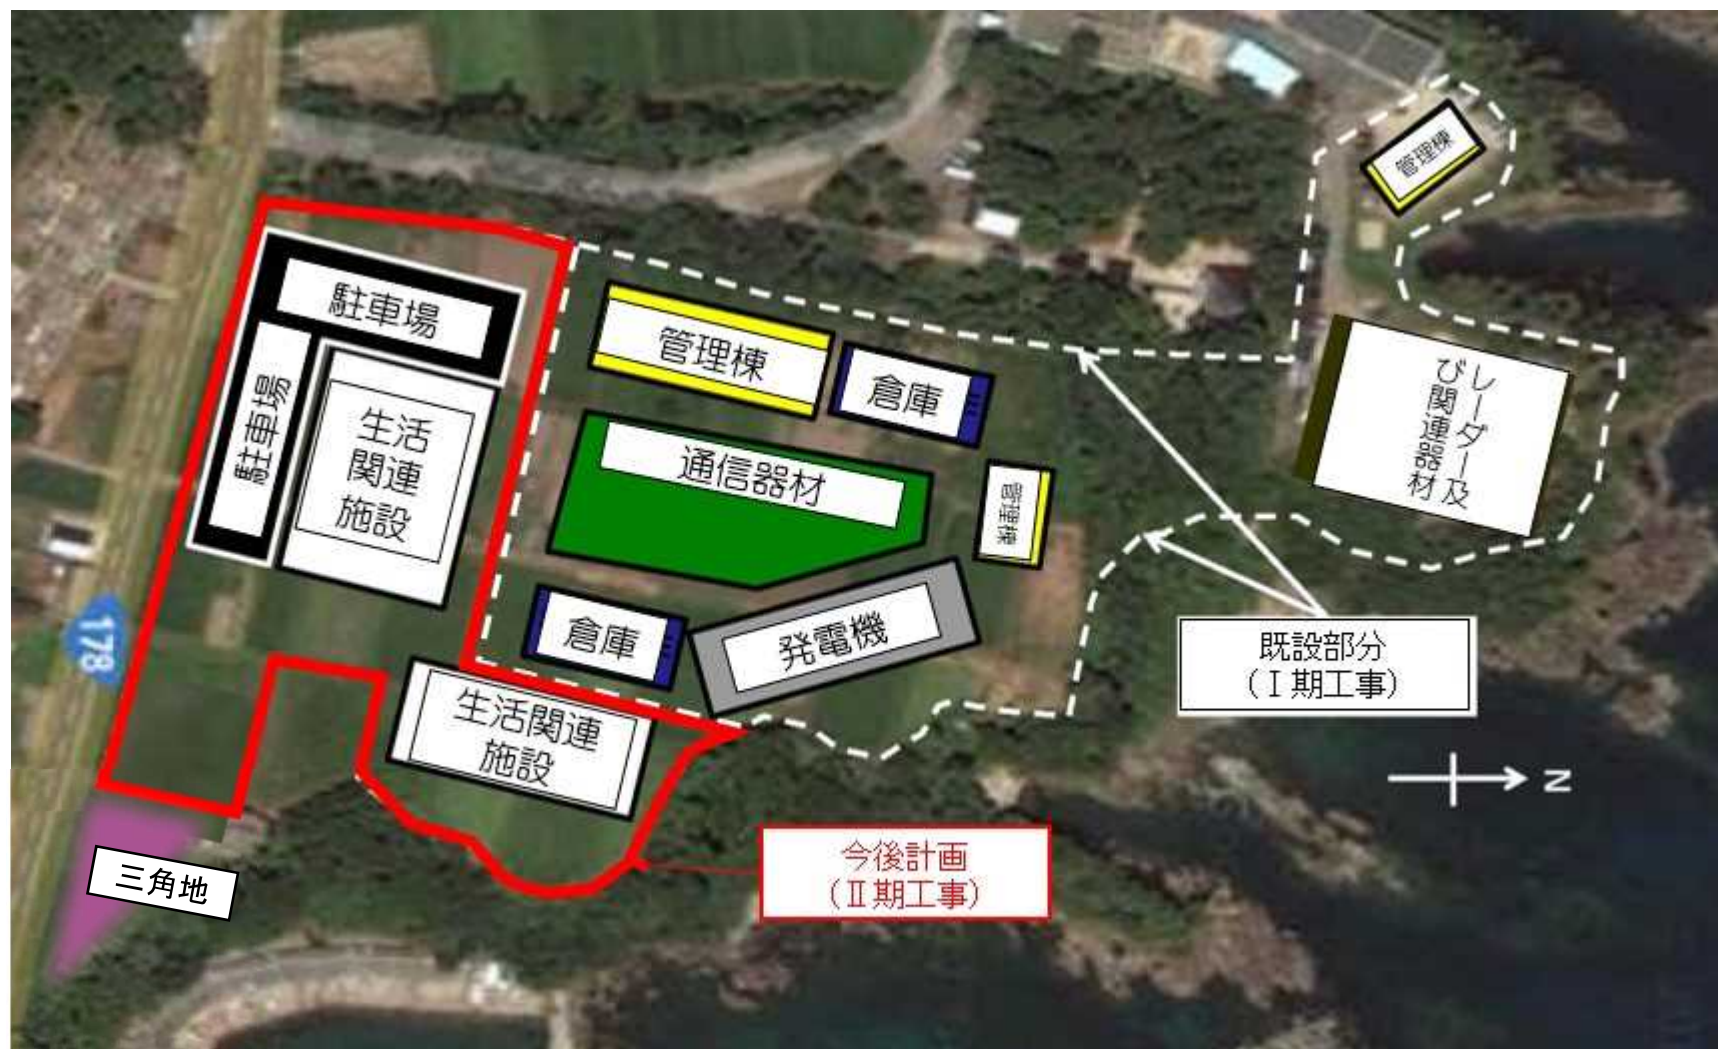 管理棟
駐車場
駐車場
生活
関連
施設
管理棟
倉庫
レーダー及
び関連器材
通信器材
管理棟
倉庫
発電機
178
生活関連
施設
既設部分
(Ⅰ期工事)
N
今後計画
(Ⅱ期工事)
三角地